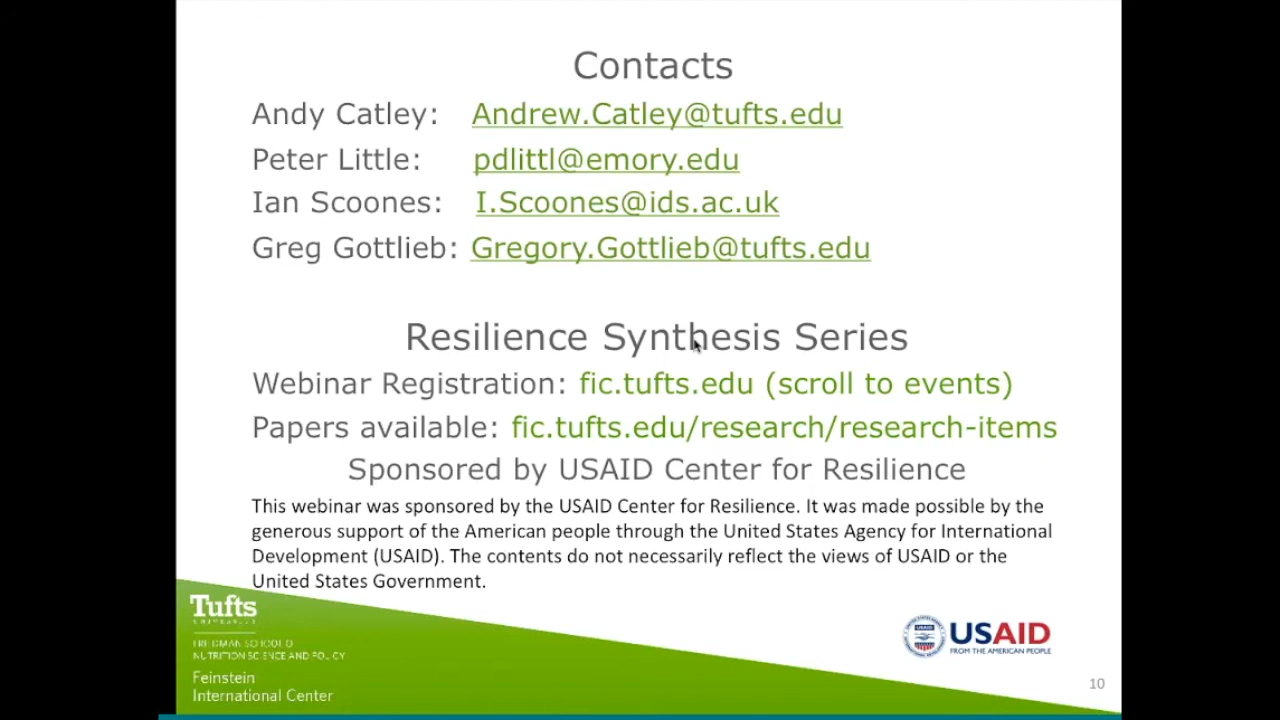 Contacts
Andy Catley: Andrew.Catley@tufts.edu
Peter Little: pdlittl@emory.edu
Ian Scoones: I.Scoones@ids.ac.uk
Greg Gottlieb: Gregory.Gottlieb@tufts.edu
Resilience Synthesis Series
Webinar Registration: fic.tufts.edu (scroll to events)
Papers available: fic.tufts.edu/research/research-items
Sponsored by USAID Center for Resilience
This webinar was sponsored by the USAID Center for Resilience. It was made possible by the
generous support of the American people through the United States Agency for International
Development (USAID). The contents do not necessarily reflect the views of USAID or the
United States Government.
Tufts
UNIVERSITY
FRIEDMAN SCHOOL OF
NUTRITION SCIENCE AND POLICY
Feinstein
International Center
USAID
FROM THE AMERICAN PEOPLE
10